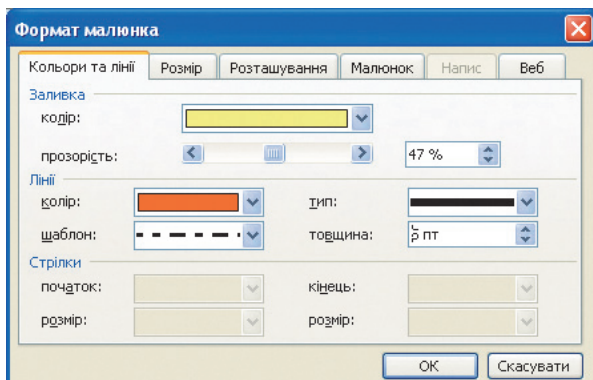 Формат малюнка
Кольори та лінії Розмір Розташування Малюнок Напис Веб
Заливка
колір:
прозорість: 47 %
Лінії
колір: тип:
шаблон: товщина: пт
Стрілки
початок: кінець:
розмір: розмір:
ОК Скасувати